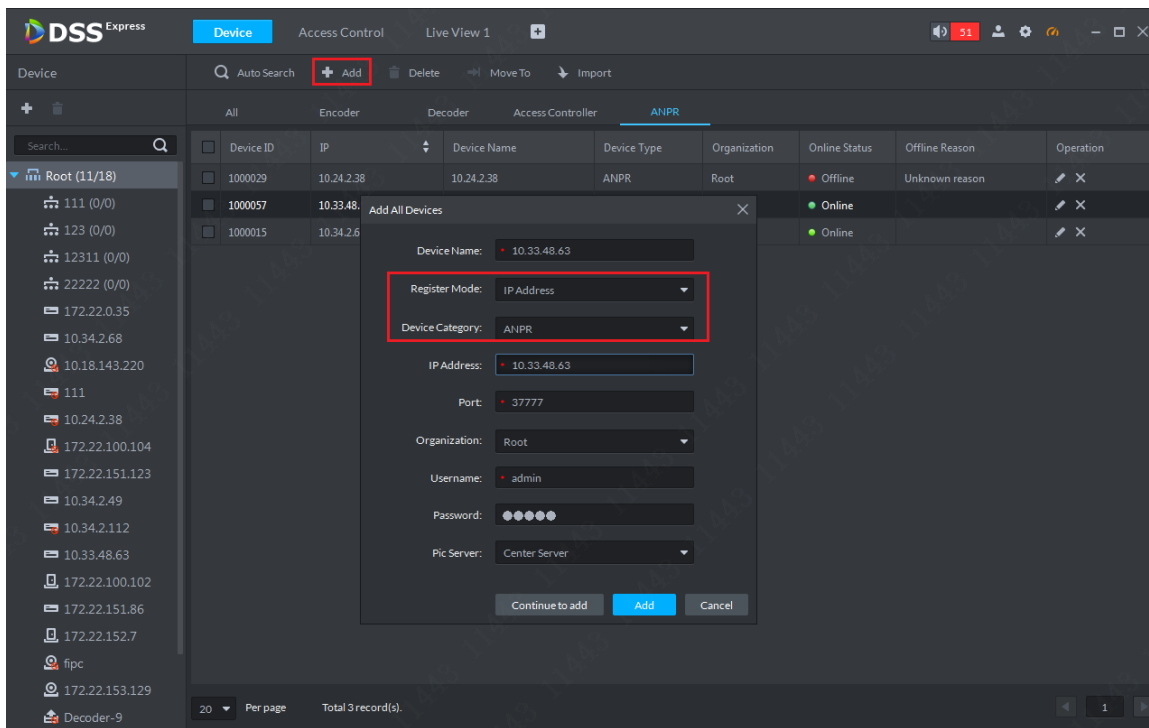 DSS Express Device Access Control Live View 1 51
Device Auto Search Add Delete Move To Import
All Encoder Decoder Access Controller ANPR
Search...
Device ID IP Device Name Device Type Organization Online Status Offline Reason Operation
Root (11/18)
1000029 10.24.2.38 10.24.2.38 ANPR Root Offline Unknown reason
111 (0/0)
1000057 10.33.48. Online
123 (0/0)
1000015 10.34.2.6 Online
12311 (0/0)
22222 (0/0)
172.22.0.35
10.34.2.68
10.18.143.220
111
10.24.2.38
172.22.100.104
172.22.151.123
10.34.2.49
10.34.2.112
10.33.48.63
172.22.100.102
172.22.151.86
172.22.152.7
fipc
172.22.153.129
Decoder-9
Add All Devices
Device Name: 10.33.48.63
Register Mode: IP Address
Device Category: ANPR
IP Address: 10.33.48.63
Port: 37777
Organization: Root
Username: admin
Password:
Pic Server: Center Server
Continue to add Add Cancel
20 Per page Total 3 record(s). 1